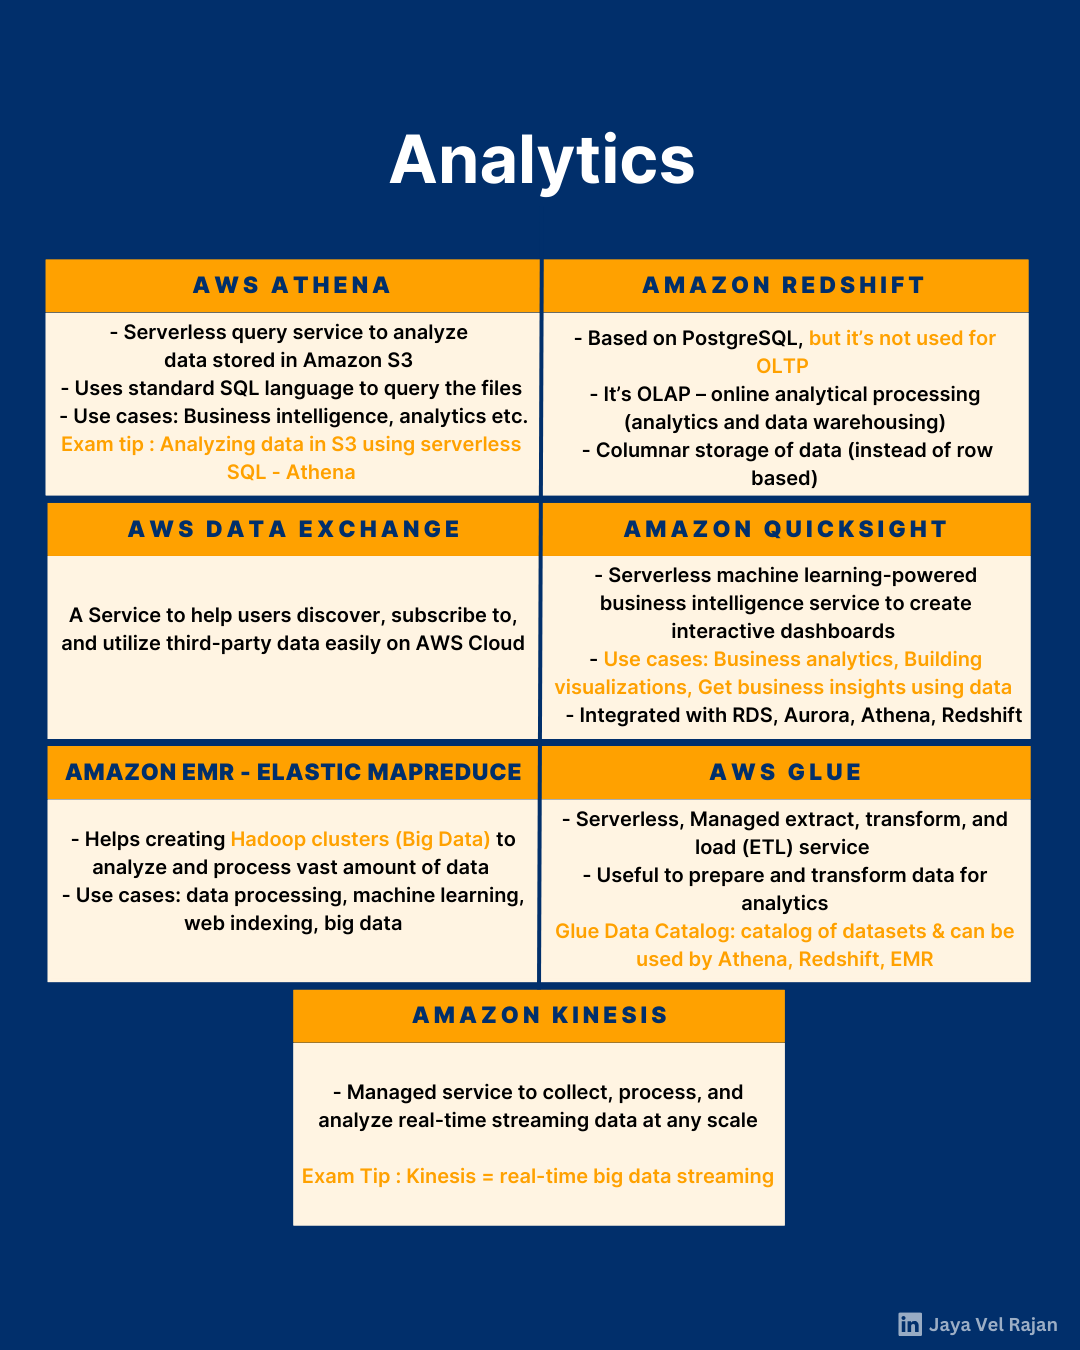 Analytics
AWS ATHENA
- Serverless query service to analyze
data stored in Amazon S3
- Uses standard SQL language to query the files
- Use cases: Business intelligence, analytics etc.
Exam tip : Analyzing data in S3 using serverless
SQL - Athena
AMAZON REDSHIFT
- Based on PostgreSQL, but it’s not used for
OLTP
- It’s OLAP – online analytical processing
(analytics and data warehousing)
- Columnar storage of data (instead of row
based)
AWS DATA EXCHANGE
A Service to help users discover, subscribe to,
and utilize third-party data easily on AWS Cloud
AMAZON QUICKSIGHT
- Serverless machine learning-powered
business intelligence service to create
interactive dashboards
- Use cases: Business analytics, Building
visualizations, Get business insights using data
- Integrated with RDS, Aurora, Athena, Redshift
AMAZON EMR - ELASTIC MAPREDUCE
- Helps creating Hadoop clusters (Big Data) to
analyze and process vast amount of data
- Use cases: data processing, machine learning,
web indexing, big data
AWS GLUE
- Serverless, Managed extract, transform, and
load (ETL) service
- Useful to prepare and transform data for
analytics
Glue Data Catalog: catalog of datasets & can be
used by Athena, Redshift, EMR
AMAZON KINESIS
- Managed service to collect, process, and
analyze real-time streaming data at any scale
Exam Tip : Kinesis = real-time big data streaming
in Jaya Vel Rajan